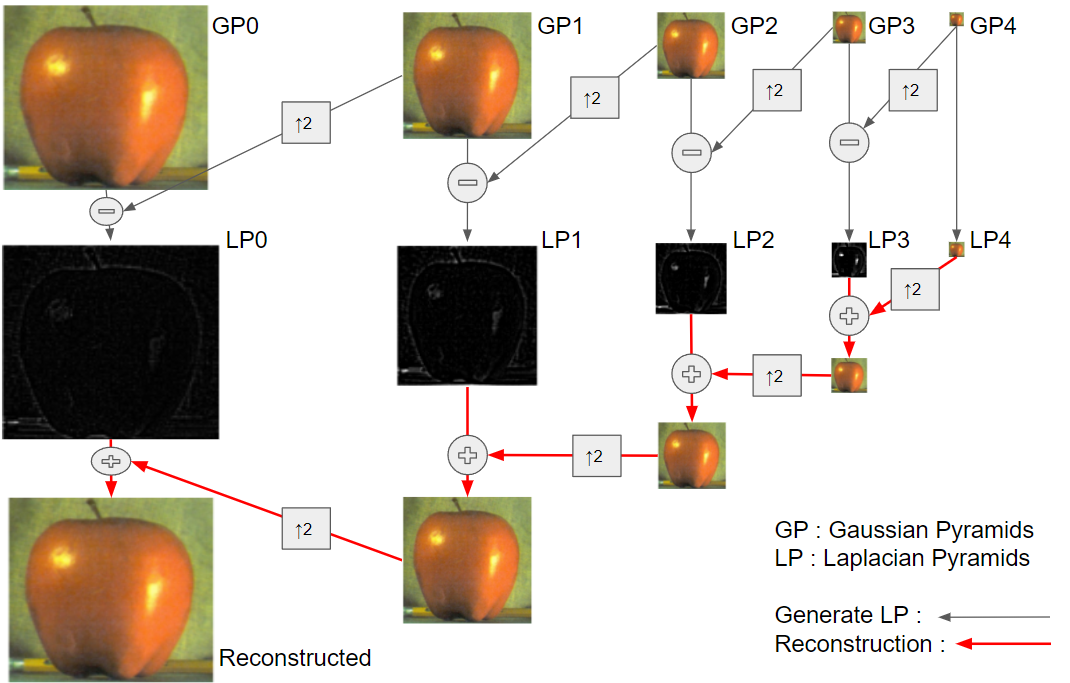 GP0
GP1
GP2
GP3
GP4
↑2
↑2
↑2
↑2
LP0
LP1
LP2
LP3
LP4
↑2
↑2
↑2
↑2
GP : Gaussian Pyramids
LP : Laplacian Pyramids
Generate LP :
Reconstruction :
Reconstructed